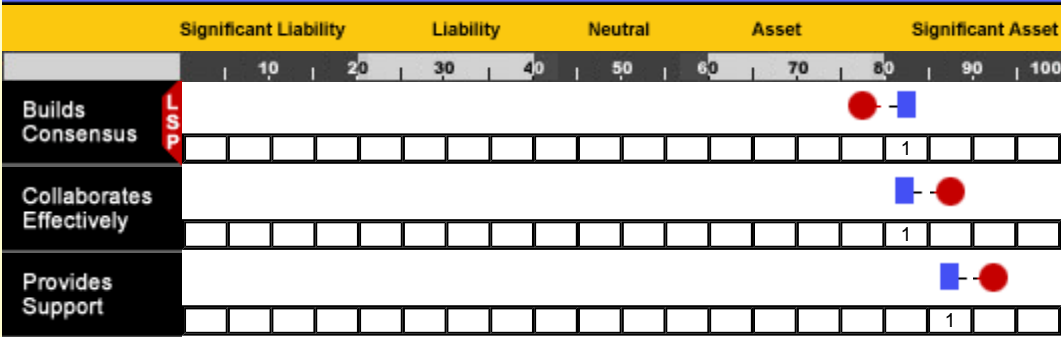 Significant Liability Liability Neutral Asset Significant Asset
10 20 30 40 50 60 70 80 90 100
Builds
Consensus
LSP
1
Collaborates
Effectively
1
Provides
Support
1